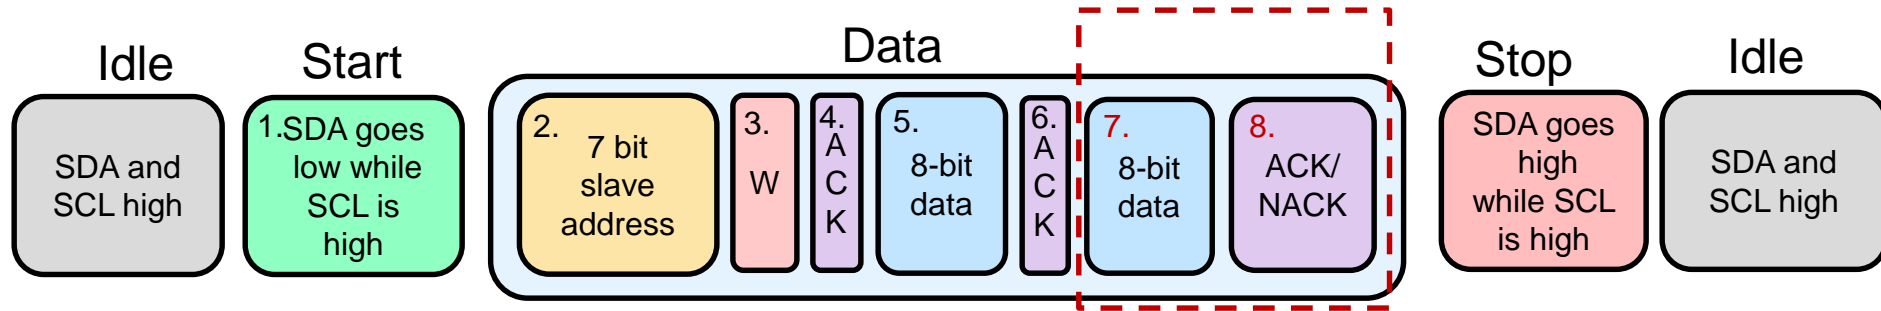 Idle
SDA and
SCL high
Start
1.SDA goes
low while
SCL is
high
Data
2.
7 bit
slave
address
3.
W
4.
A
C
K
5.
8-bit
data
6.
A
C
K
7.
8-bit
data
8.
ACK/
NACK
Stop
SDA goes
high
while SCL
is high
Idle
SDA and
SCL high